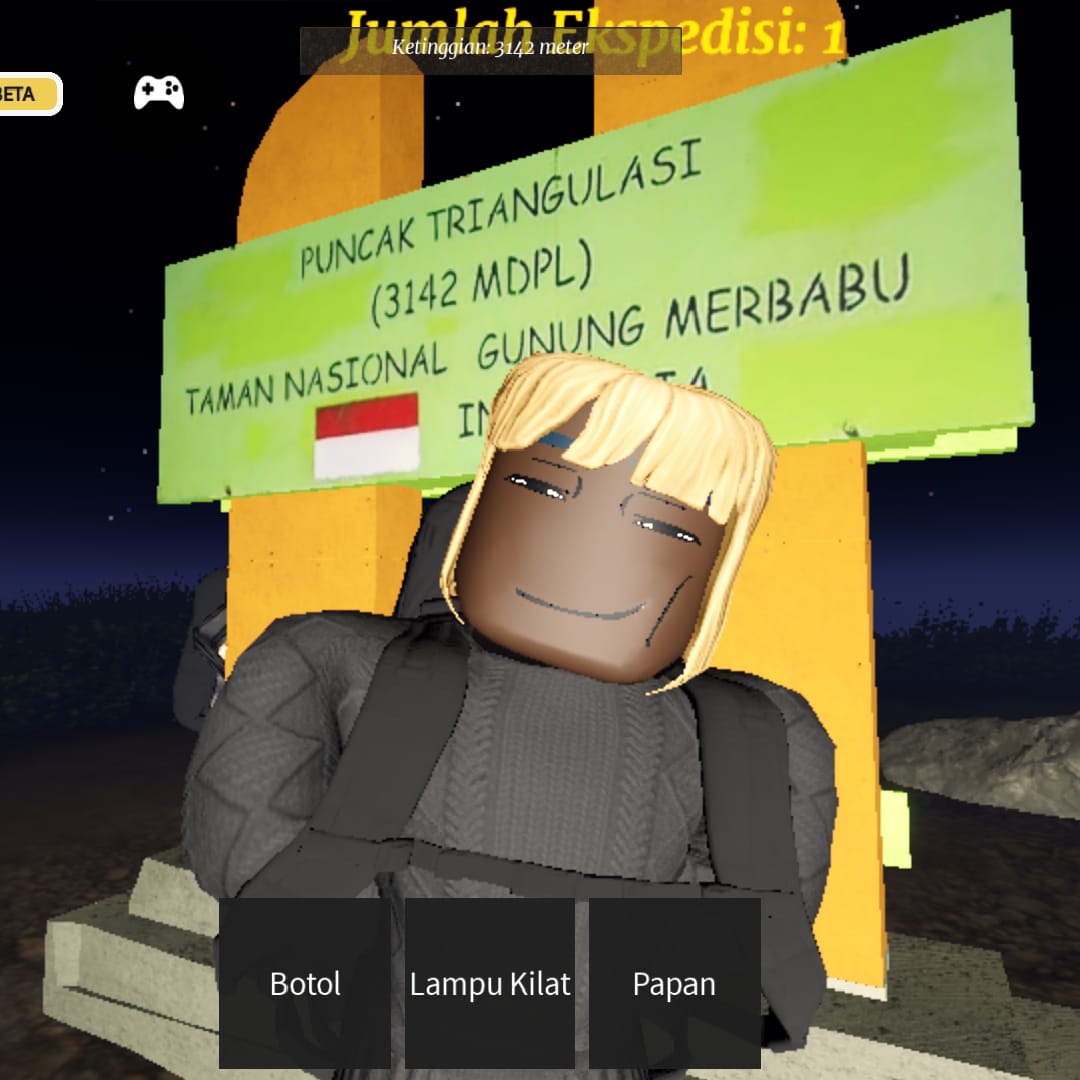 Jumlah Ekspedisi: 1
Ketinggian: 3142 meter
BETA
PUNCAK TRIANGULASI
(3142 MDPL)
TAMAN NASIONAL GUNUNG MERBABU
Botol
Lampu Kilat
Papan